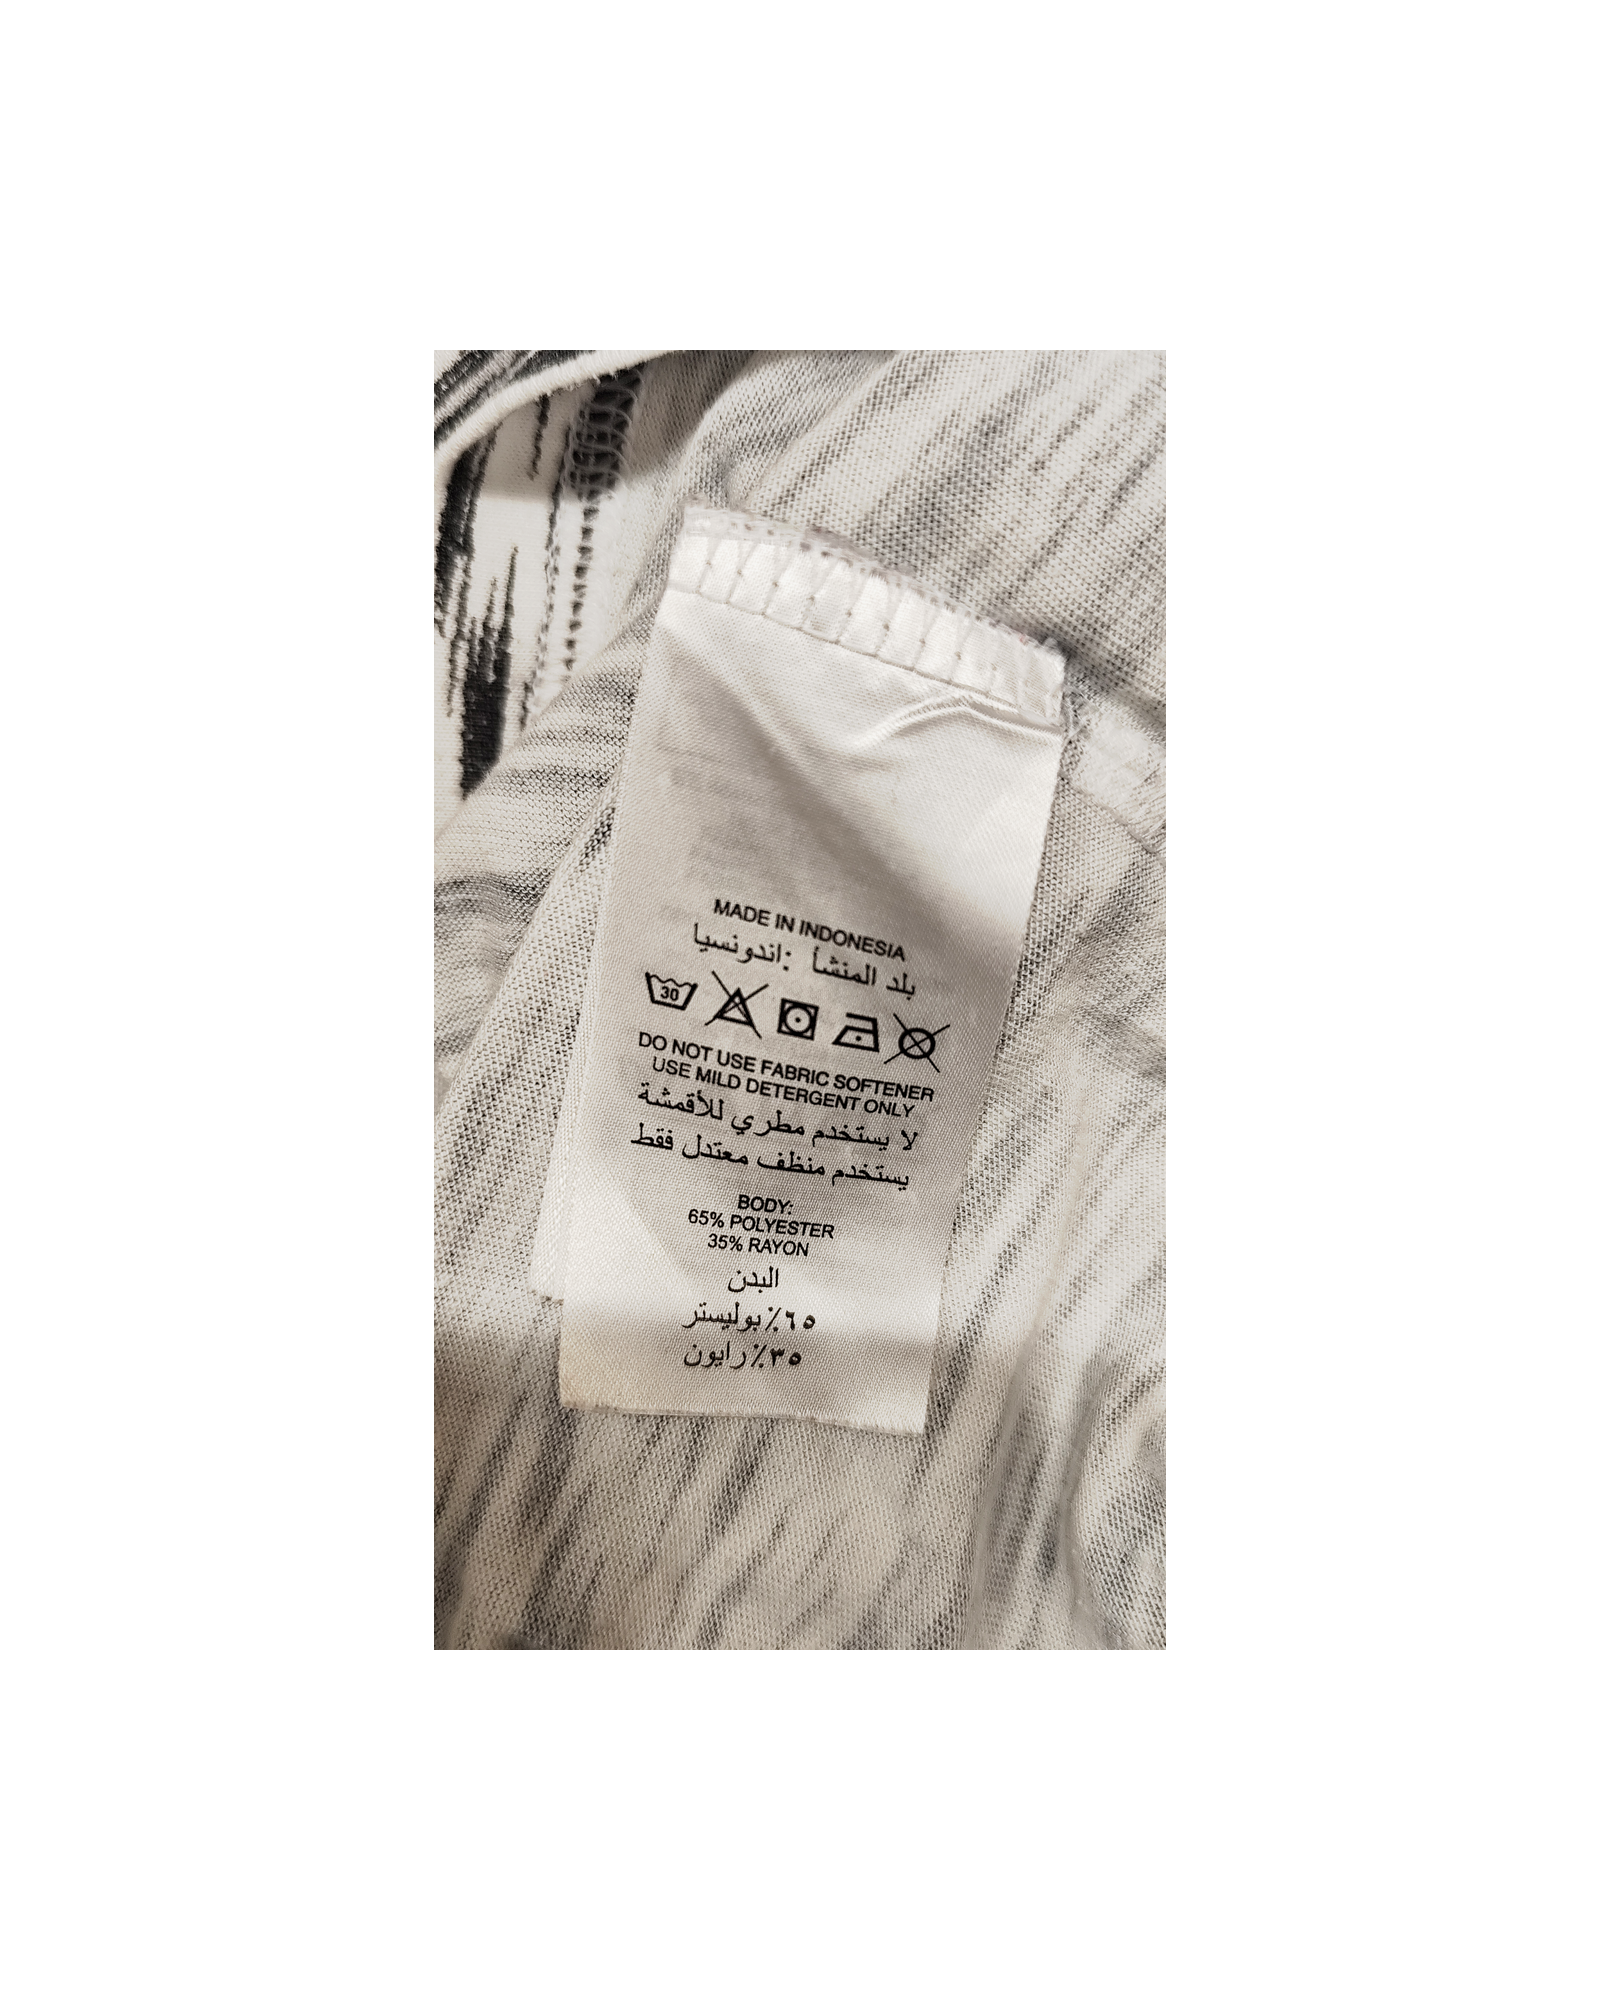 MADE IN INDONESIA
بلد المنشأ :اندونسيا
30
DO NOT USE FABRIC SOFTENER
USE MILD DETERGENT ONLY
لا يستخدم مطري للأقمشة
يستخدم منظف معتدل فقط
BODY:
65% POLYESTER
35% RAYON
البدن
٦٥٪بوليستر
٣٥٪رايون